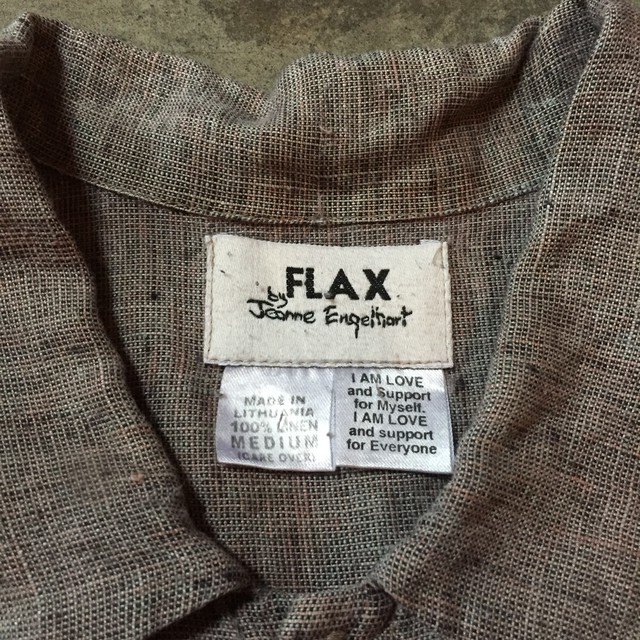 FLAX
by
Jeanne Engelhart
MADE IN
LITHUANIA
100% LINEN
MEDIUM
(CARE OVER)
I AM LOVE
and Support
for Myself.
I AM LOVE
and support
for Everyone